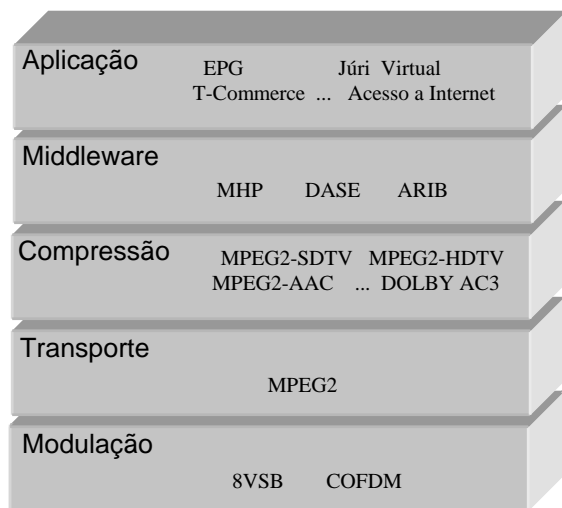 Aplicação
EPG Júri Virtual
T-Commerce ... Acesso a Internet
Middleware
MHP DASE ARIB
Compressão
MPEG2-SDTV MPEG2-HDTV
MPEG2-AAC ... DOLBY AC3
Transporte
MPEG2
Modulação
8VSB COFDM